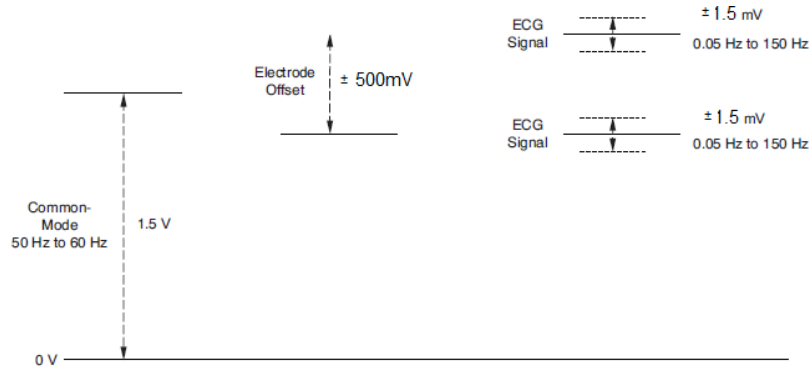 ± 1.5 mV
ECG
Signal
0.05 Hz to 150 Hz
Electrode
Offset
± 500mV
± 1.5 mV
ECG
Signal
0.05 Hz to 150 Hz
Common-
Mode
50 Hz to 60 Hz
1.5 V
0 V